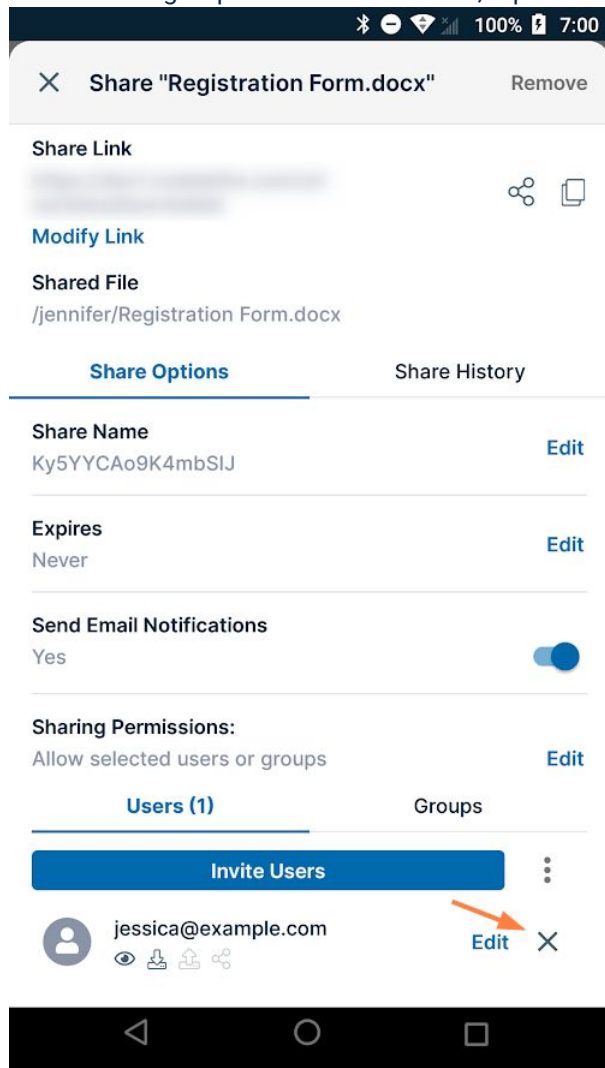 100% 7:00
Share "Registration Form.docx" Remove
Share Link
Modify Link
Shared File
/jennifer/Registration Form.docx
Share Options Share History
Share Name
Ky5YYCAo9K4mbSIJ Edit
Expires
Never Edit
Send Email Notifications
Yes
Sharing Permissions:
Allow selected users or groups Edit
Users (1) Groups
Invite Users
jessica@example.com
Edit